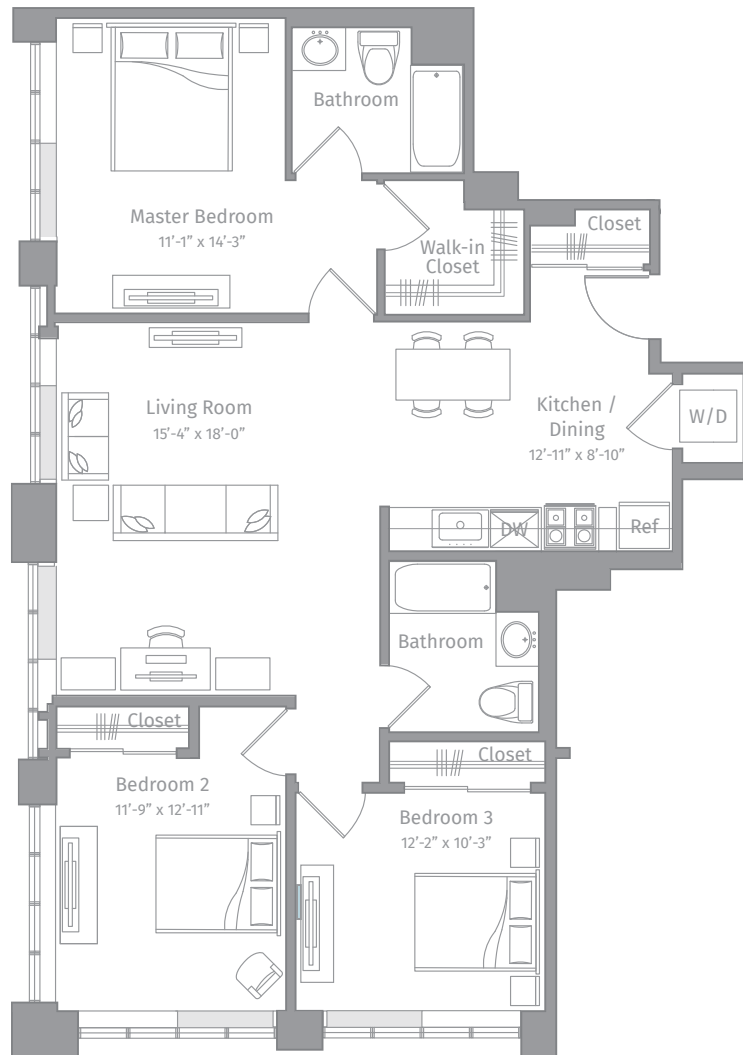 Bathroom
Master Bedroom
11’-1” x 14’-3”
Walk-in
Closet
Closet
Living Room
15’-4” x 18’-0”
Kitchen /
Dining
12’-11” x 8’-10”
W/D
DW
Ref
Bathroom
Closet
Closet
Bedroom 2
11’-9” x 12’-11”
Bedroom 3
12’-2” x 10’-3”